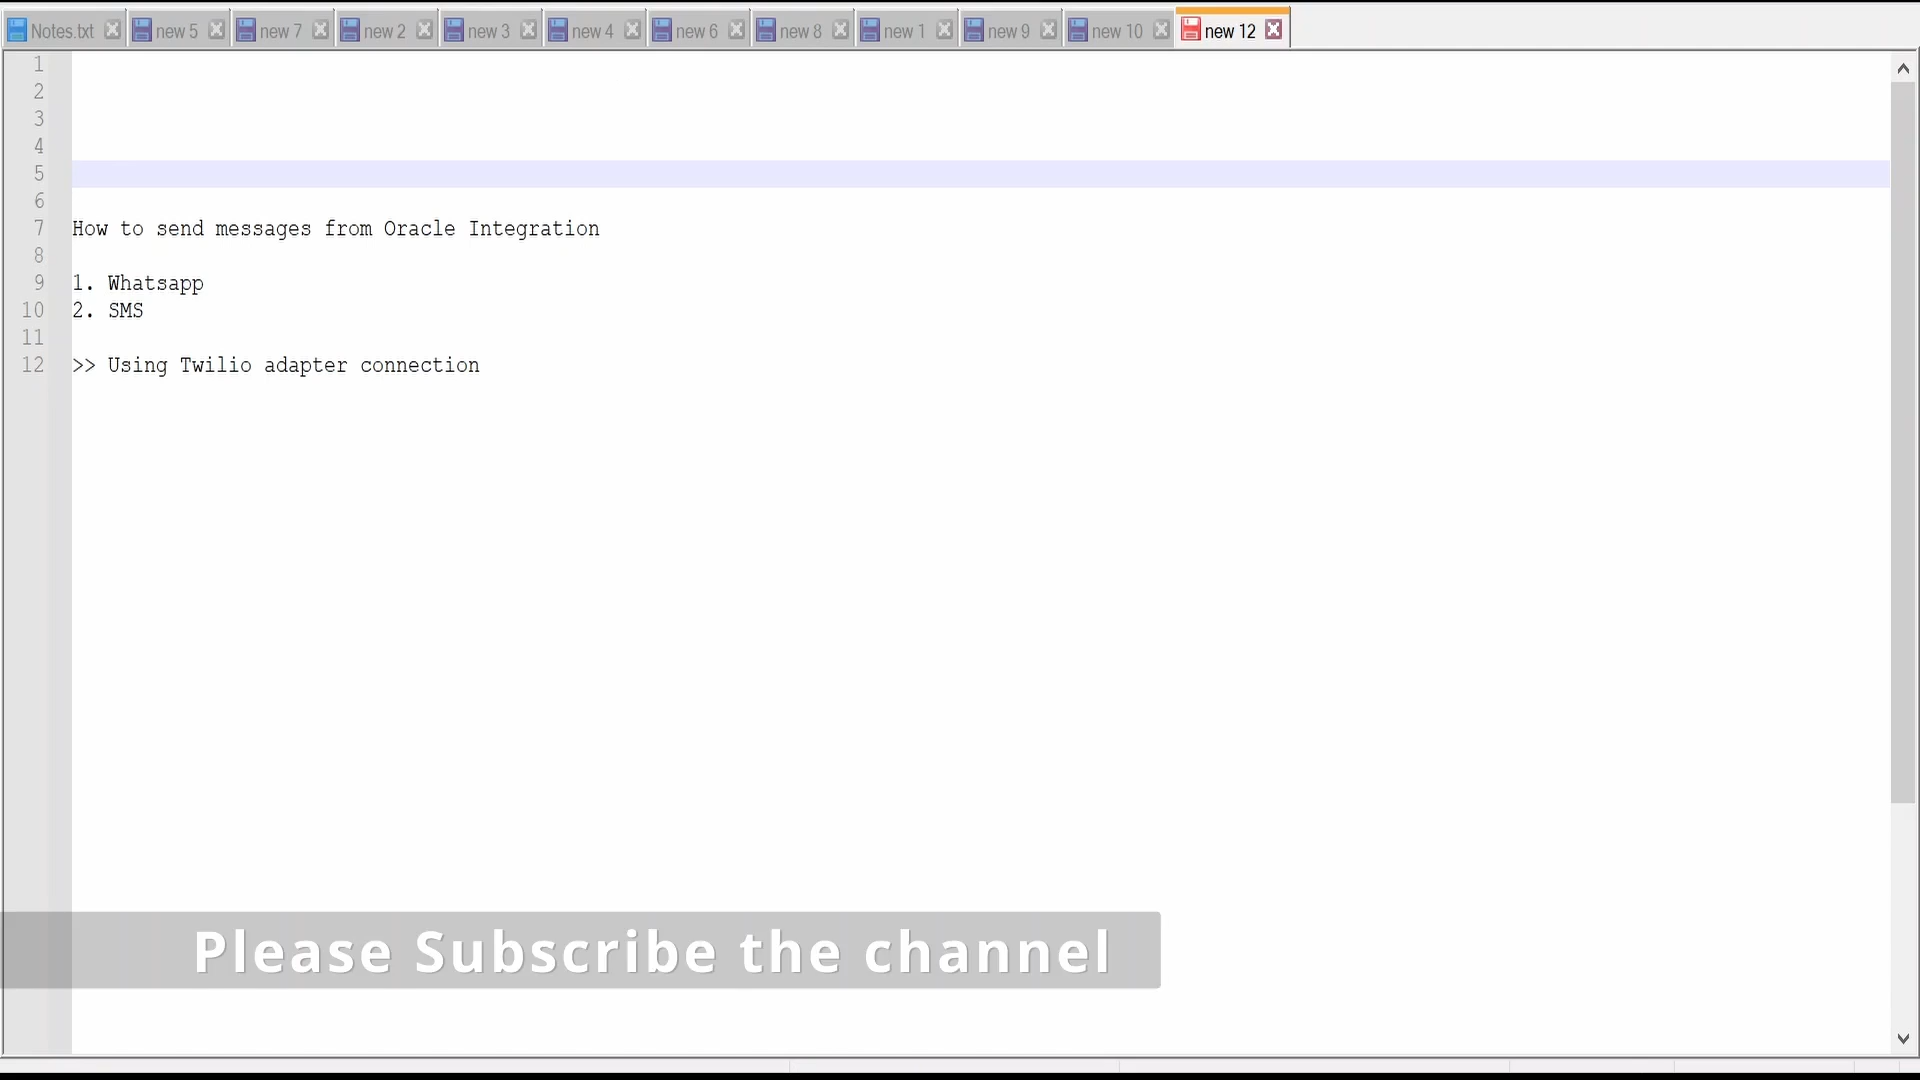 Notes.txt new 5 new 7 new 2 new 3 new 4 new 6 new 8 new 1 new 9 new 10 new 12
1
2
3
4
5
6
7 How to send messages from Oracle Integration
8
9 1. Whatsapp
10 2. SMS
11
12 >> Using Twilio adapter connection
Please Subscribe the channel